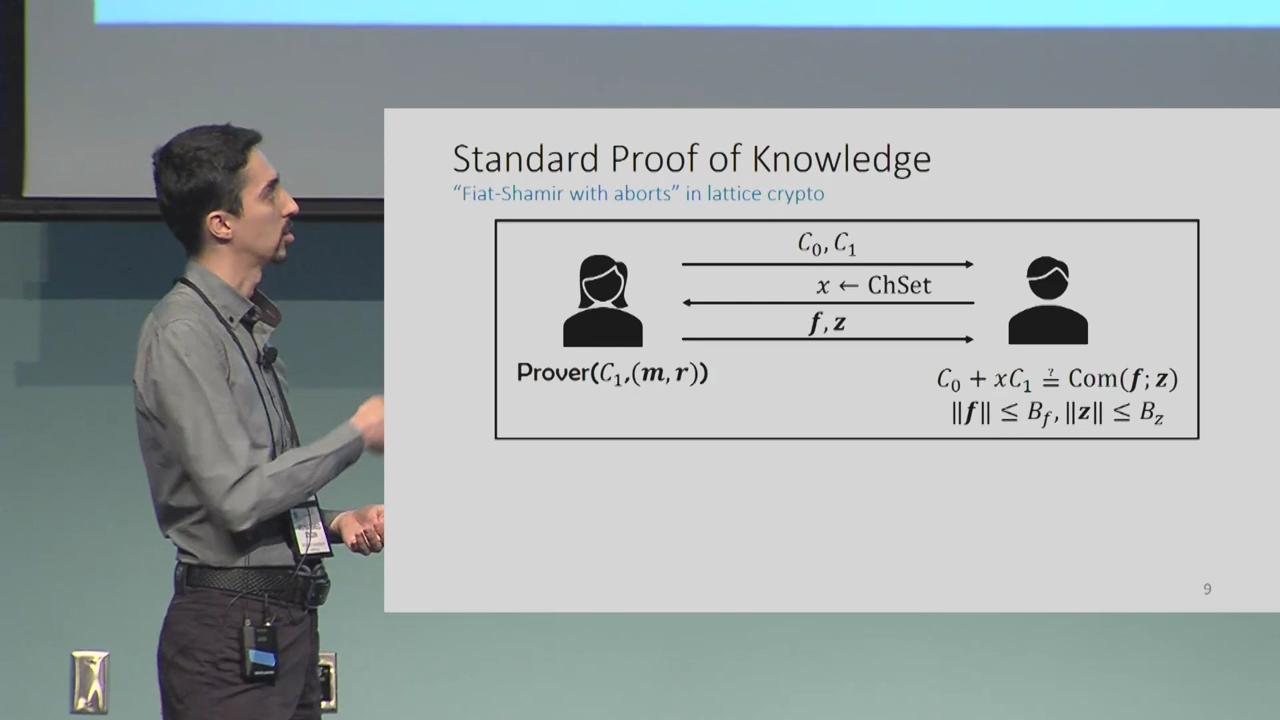 Standard Proof of Knowledge
“Fiat-Shamir with aborts” in lattice crypto
C₀, C₁
x ← ChSet
f, z
Prover(C₁,(m, r))
C₀ + xC₁ ≟ Com(f; z)
‖f‖ ≤ B_f, ‖z‖ ≤ B_z
9